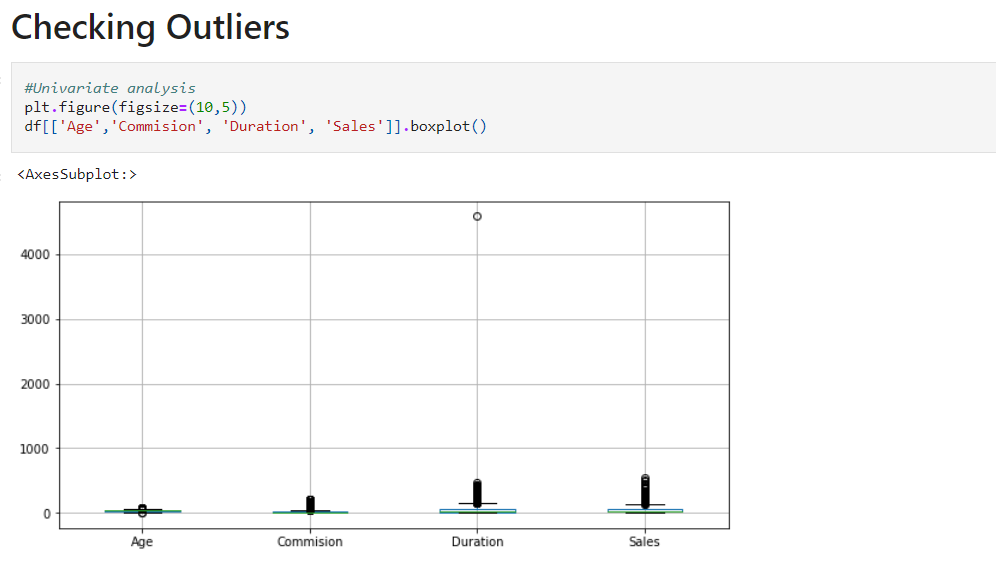 Checking Outliers
#Univariate analysis
plt.figure(figsize=(10,5))
df[['Age','Commision', 'Duration', 'Sales']].boxplot()
<AxesSubplot:>
4000
3000
2000
1000
0
Age Commision Duration Sales